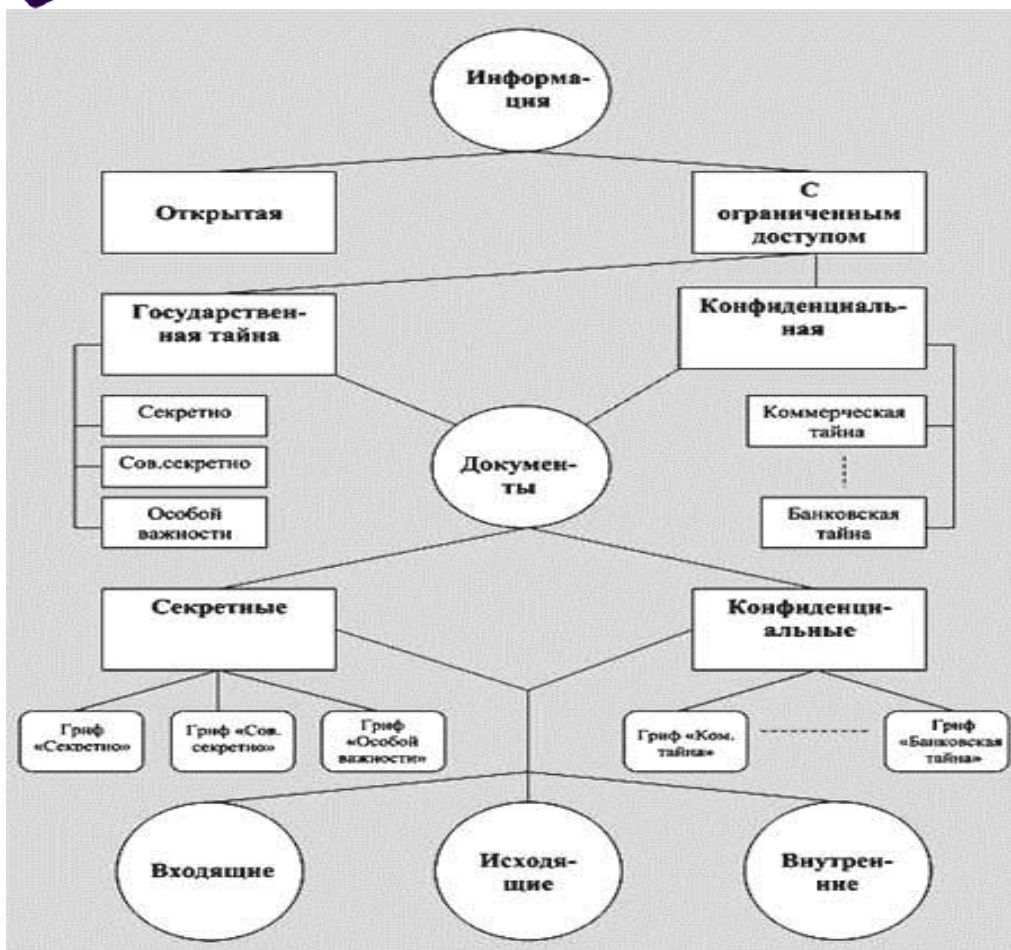 Информа-
ция
Открытая
С
ограниченным
доступом
Государствен-
ная тайна
Конфиденциаль-
ная
Секретно
Сов.секретно
Особой
важности
Коммерческая
тайна
Банковская
тайна
Докумен-
ты
Секретные
Конфиденци-
альные
Гриф
«Секретно»
Гриф «Сов.
секретно»
Гриф
«Особой
важности»
Гриф «Ком.
тайна»
Гриф
«Банковская
тайна»
Входящие
Исходя-
щие
Внутрен-
ние